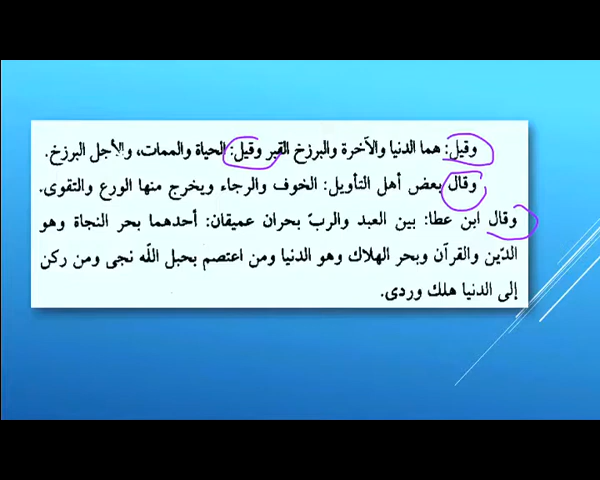 وقيل: هما الدنيا والآخرة والبرزخ القبر وقيل: الحياة والممات، والأجل البرزخ.
وقال بعض أهل التأويل: الخوف والرجاء ويخرج منها الورع والتقوى.
وقال ابن عطا: بين العبد والربّ بحران عميقان: أحدهما بحر النجاة وهو
الدّين والقرآن وبحر الهلاك وهو الدنيا ومن اعتصم بحبل اللّه نجى ومن ركن
إلى الدنيا هلك وردى.